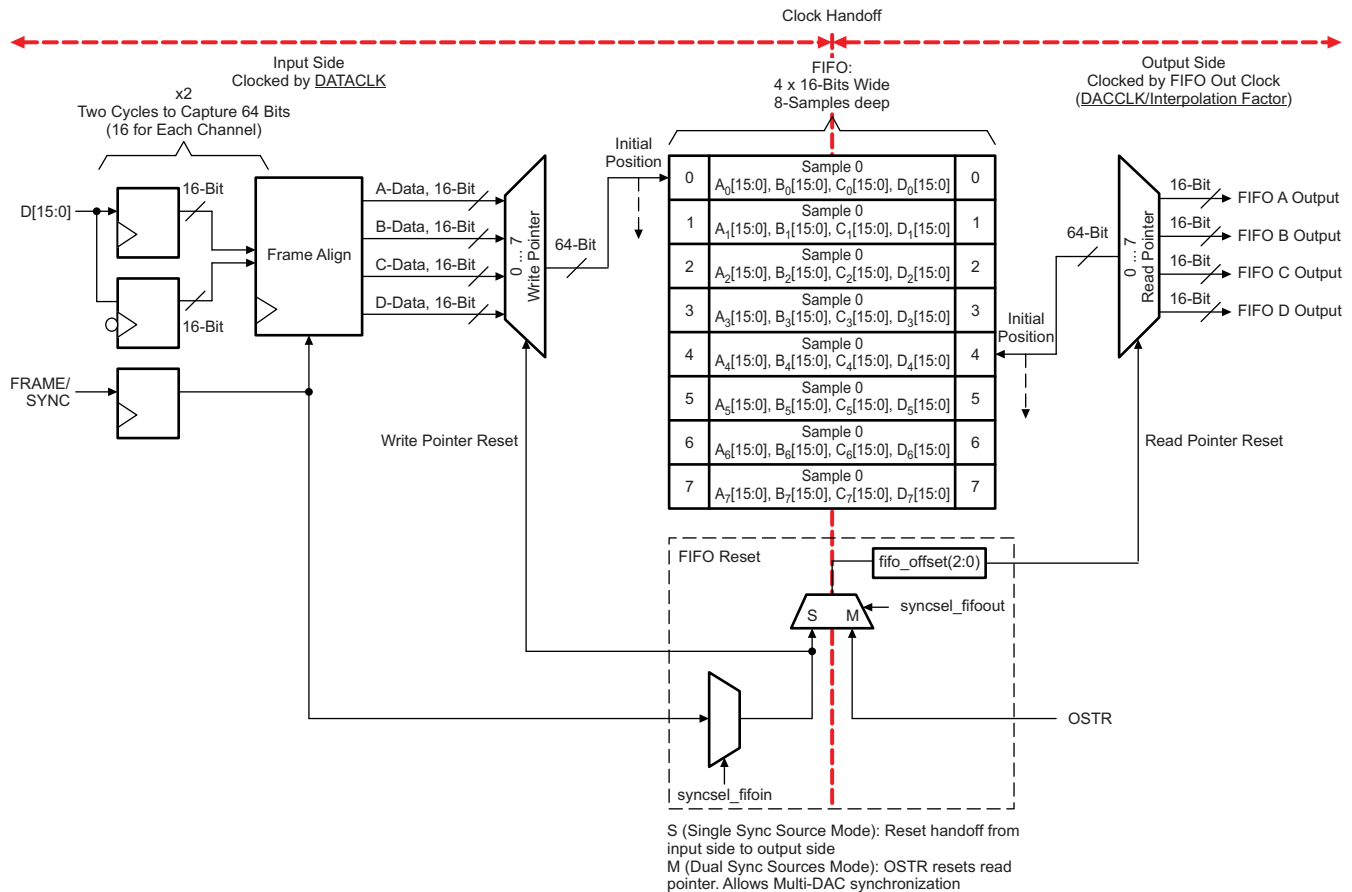 Clock Handoff
Input Side
Clocked by DATACLK
FIFO:
4 x 16-Bits Wide
8-Samples deep
Output Side
Clocked by FIFO Out Clock
(DACCLK/Interpolation Factor)
x2
Two Cycles to Capture 64 Bits
(16 for Each Channel)
D[15:0]
16-Bit
16-Bit
Frame Align
A-Data, 16-Bit
B-Data, 16-Bit
C-Data, 16-Bit
D-Data, 16-Bit
0 ... 7
Write Pointer
64-Bit
Initial
Position
0 Sample 0 0
A0[15:0], B0[15:0], C0[15:0], D0[15:0]
1 Sample 0 1
A1[15:0], B1[15:0], C1[15:0], D1[15:0]
2 Sample 0 2
A2[15:0], B2[15:0], C2[15:0], D2[15:0]
3 Sample 0 3
A3[15:0], B3[15:0], C3[15:0], D3[15:0]
4 Sample 0 4
A4[15:0], B4[15:0], C4[15:0], D4[15:0]
5 Sample 0 5
A5[15:0], B5[15:0], C5[15:0], D5[15:0]
6 Sample 0 6
A6[15:0], B6[15:0], C6[15:0], D6[15:0]
7 Sample 0 7
A7[15:0], B7[15:0], C7[15:0], D7[15:0]
Initial
Position
64-Bit
0 ... 7
Read Pointer
16-Bit FIFO A Output
16-Bit FIFO B Output
16-Bit FIFO C Output
16-Bit FIFO D Output
FRAME/
SYNC
Write Pointer Reset
Read Pointer Reset
FIFO Reset
fifo_offset(2:0)
S M
syncsel_fifoout
OSTR
syncsel_fifoin
S (Single Sync Source Mode): Reset handoff from
input side to output side
M (Dual Sync Sources Mode): OSTR resets read
pointer. Allows Multi-DAC synchronization